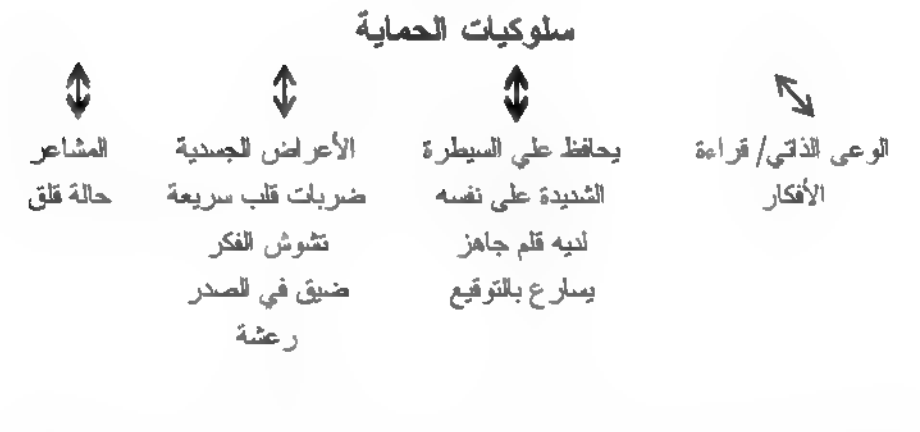 سلوكيات الحماية
الوعى الذاتي/ قراءة
الأفكار
يحافظ علي السيطرة
الشديدة على نفسه
لديه قلم جاهز
يسارع بالتوقيع
الأعراض الجسدية
ضربات قلب سريعة
تشوش الفكر
ضيق في الصدر
رعشة
المشاعر
حالة قلق